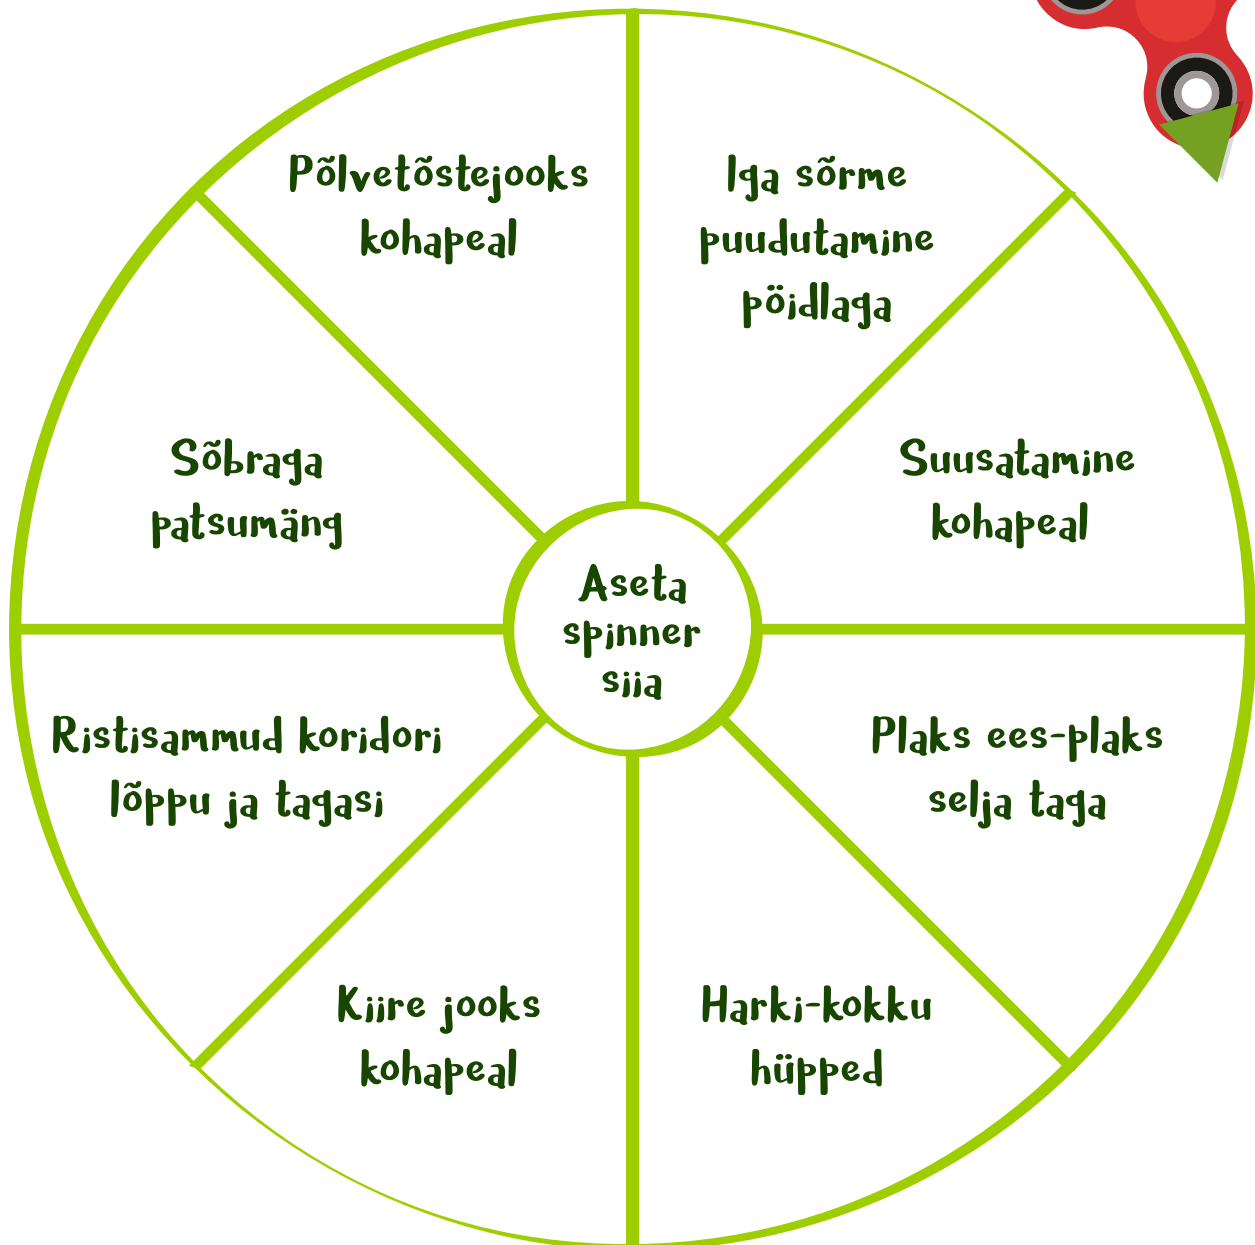 Põlvetõstejooks
kohapeal
Iga sõrme
puudutamine
pöidlaga
Sõbraga
patsumäng
Suusatamine
kohapeal
Aseta
spinner
siia
Ristisammud koridori
lõppu ja tagasi
Plaks ees-plaks
selja taga
Kiire jooks
kohapeal
Harki-kokku
hüpped